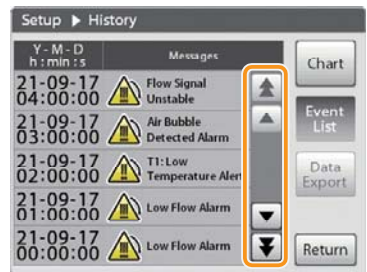 Setup ▶ History
Y - M - D
h : min : s
Messages
Chart
21-09-17
04:00:00
Flow Signal
Unstable
21-09-17
03:00:00
Air Bubble
Detected Alarm
Event
List
21-09-17
02:00:00
T1: Low
Temperature Alert
Data
Export
21-09-17
01:00:00
Low Flow Alarm
21-09-17
00:00:00
Low Flow Alarm
Return